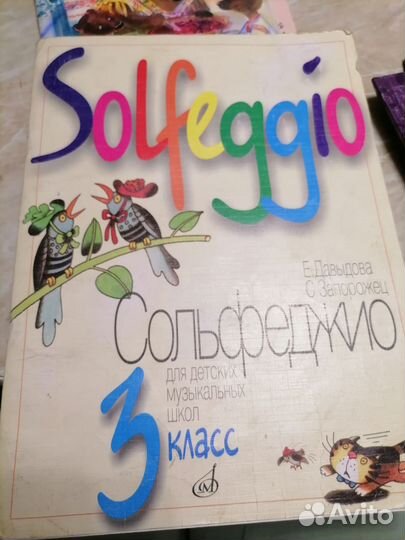 Solfeggio
Е. Давыдова
С. Запорожец
Сольфеджио
для детских
музыкальных
школ
3 класс
Avito